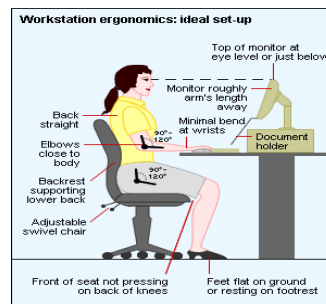 Workstation ergonomics: ideal set-up
Top of monitor at
eye level or just below
Monitor roughly
arm's length
away
Minimal bend
at wrists
Document
holder
Back
straight
90°-
120°
Elbows
close to
body
90°-
120°
Backrest
supporting
lower back
Adjustable
swivel chair
Front of seat not pressing
on back of knees
Feet flat on ground
or resting on footrest